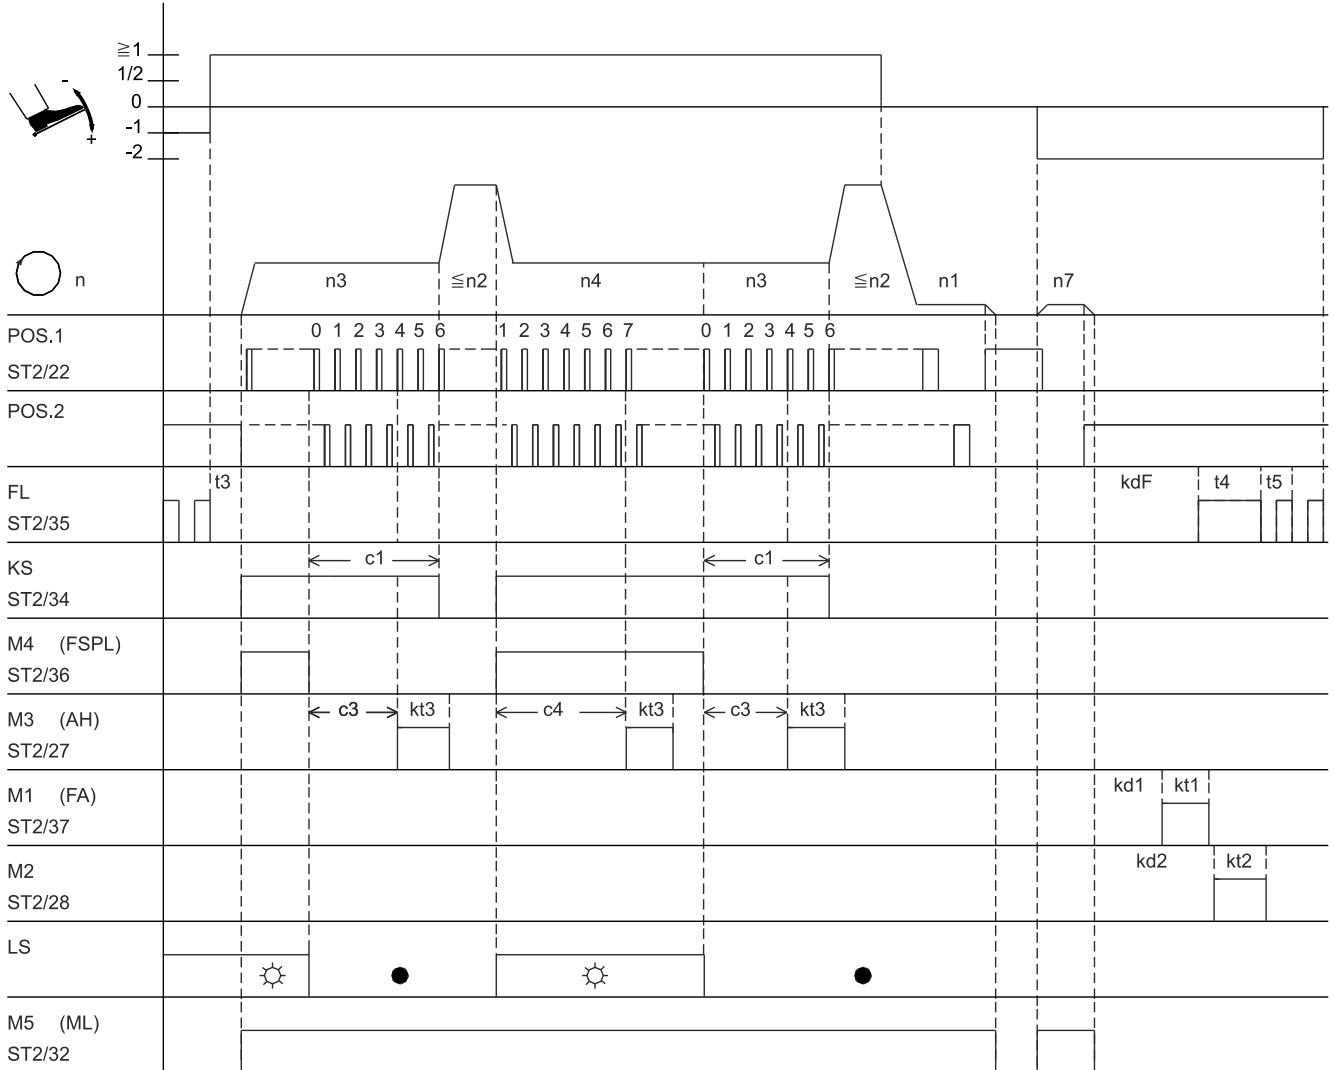 ≧1
1/2
0
-1
-2
-
+
n
n3 ≦n2 n4 n3 ≦n2 n1 n7
POS.1 0 1 2 3 4 5 6 1 2 3 4 5 6 7 0 1 2 3 4 5 6
ST2/22
POS.2
FL t3 kdF t4 t5
ST2/35
KS c1 c1
ST2/34
M4 (FSPL)
ST2/36
M3 (AH) c3 kt3 c4 kt3 c3 kt3
ST2/27
M1 (FA) kd1 kt1
ST2/37
M2 kd2 kt2
ST2/28
LS
M5 (ML)
ST2/32